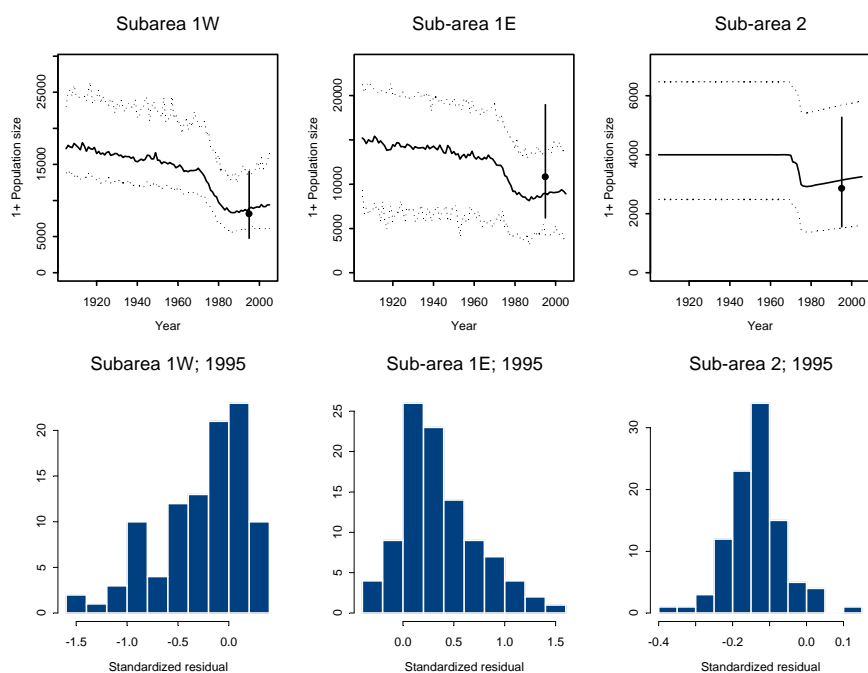 Subarea 1W
Sub-area 1E
Sub-area 2
1+ Population size
0 5000 15000 25000
1920 1940 1960 1980 2000
Year
1+ Population size
0 5000 10000 20000
1920 1940 1960 1980 2000
Year
1+ Population size
0 2000 4000 6000
1920 1940 1960 1980 2000
Year
Subarea 1W; 1995
Sub-area 1E; 1995
Sub-area 2; 1995
0 5 10 15 20
-1.5 -1.0 -0.5 0.0
Standardized residual
0 5 10 15 20 25
0.0 0.5 1.0 1.5
Standardized residual
0 10 20 30
-0.4 -0.2 0.0 0.1
Standardized residual